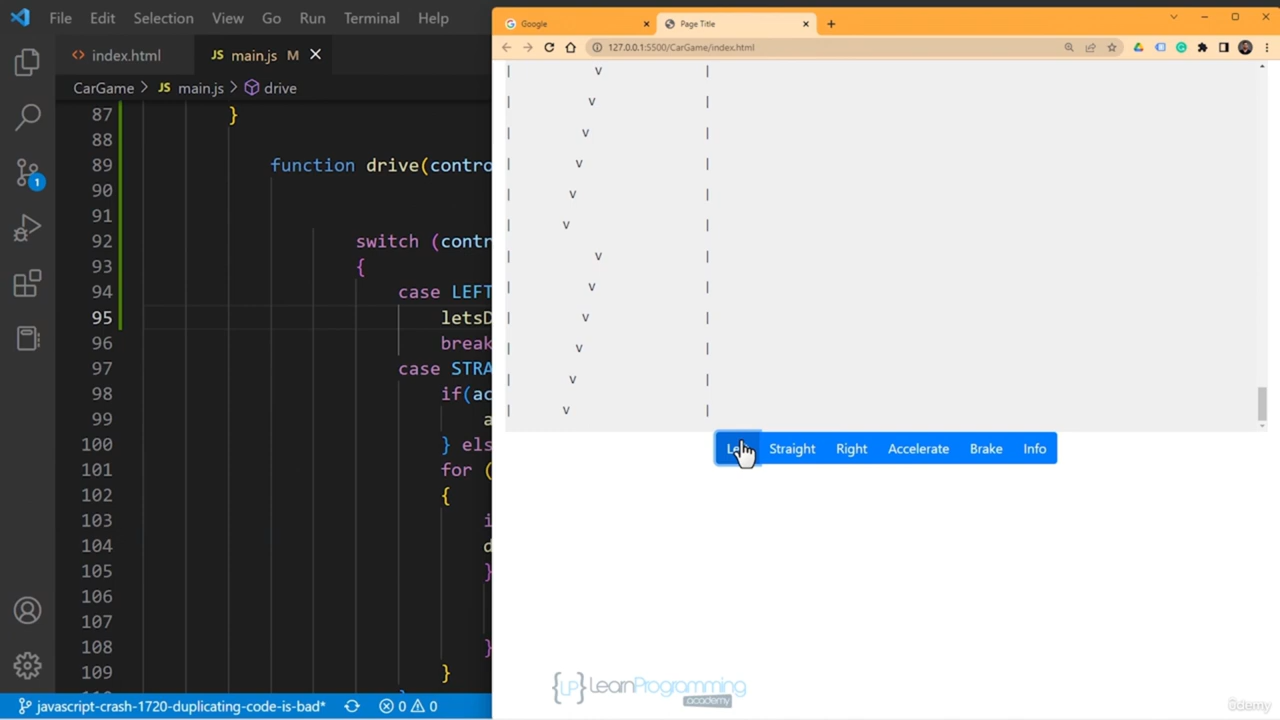 File Edit Selection View Go Run Terminal Help
index.html
JS main.js M
CarGame > JS main.js > drive
87 }
88
89 function drive(contro
90
91
92 switch (contr
93 {
94 case LEFT
95 letsD
96 break
97 case STRA
98 if(ac
99 a
100 } els
101 for (
102 {
103 i
104 d
105 }
106
107
108 }
109 }
1
javascript-crash-1720-duplicating-code-is-bad* 0 0
Google
Page Title
127.0.0.1:5500/CarGame/index.html
| v |
| v |
| v |
| v |
| v |
| v |
| v |
| v |
| v |
| v |
| v |
| v |
Straight Right Accelerate Brake Info
{LP} LearnProgramming
academy
ûdemy